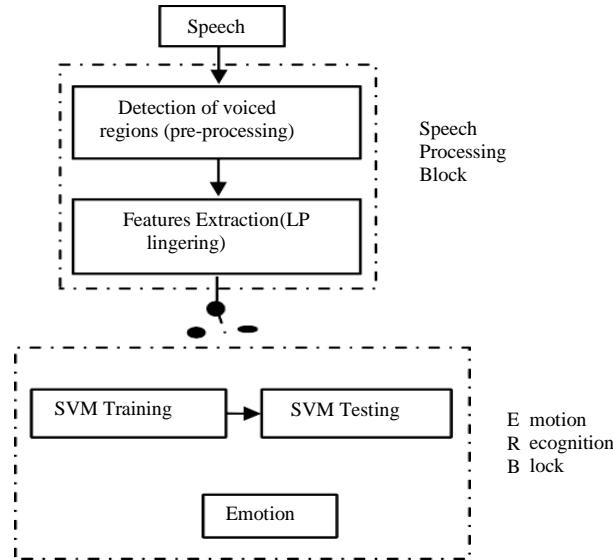 Speech
Detection of voiced
regions (pre-processing)
Speech
Processing
Block
Features Extraction(LP
lingering)
SVM Training
SVM Testing
E motion
R ecognition
B lock
Emotion